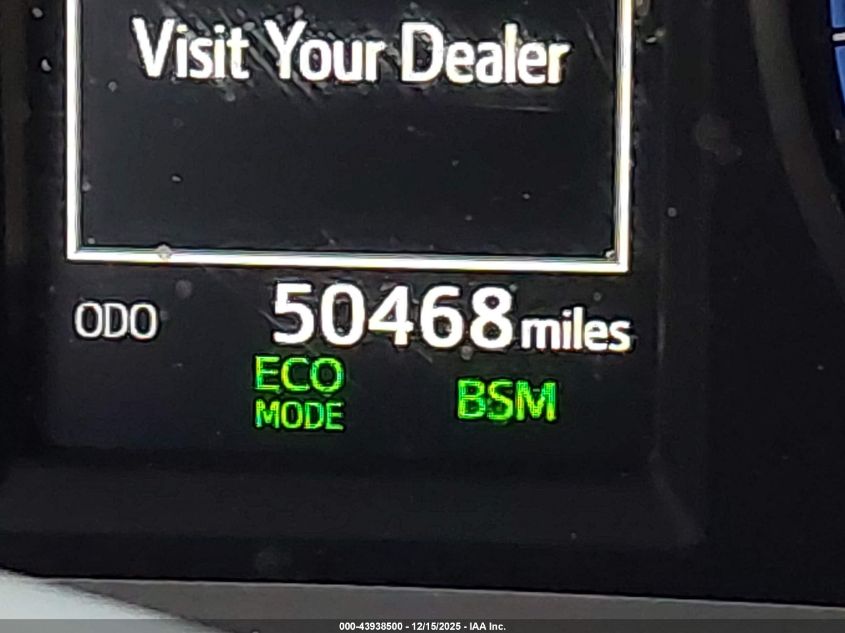 Visit Your Dealer
ODO 50468 miles
ECO
MODE
BSM
000-43938500 - 12/15/2025 - IAA Inc.